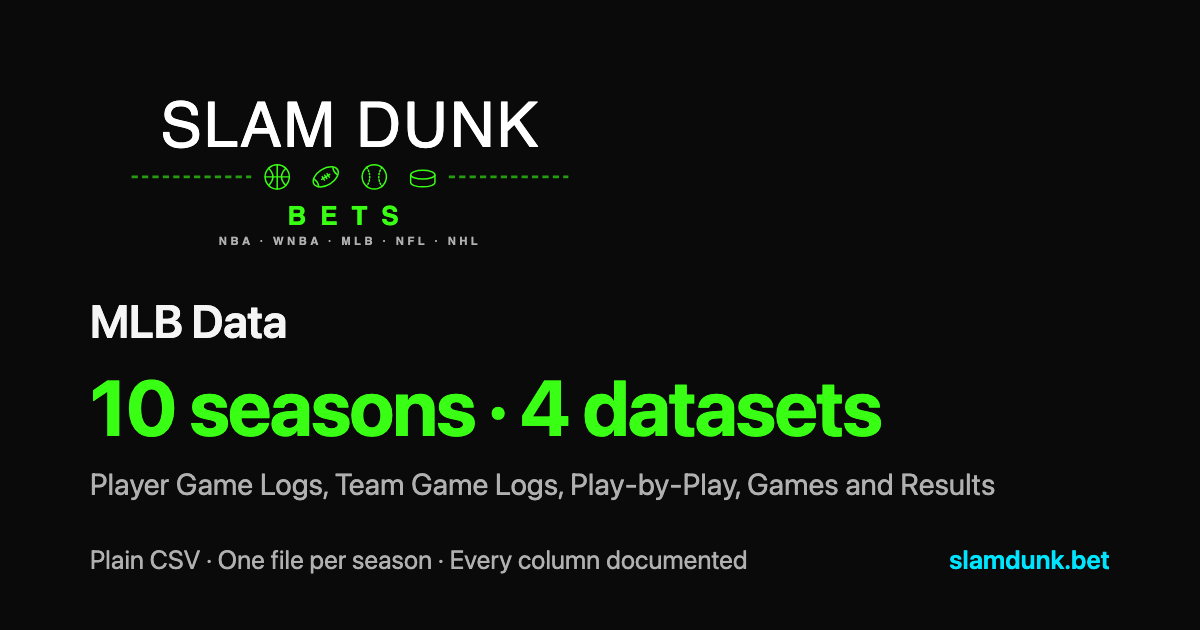 SLAM DUNK
BETS
NBA · WNBA · MLB · NFL · NHL
MLB Data
10 seasons · 4 datasets
Player Game Logs, Team Game Logs, Play-by-Play, Games and Results
Plain CSV · One file per season · Every column documented
slamdunk.bet